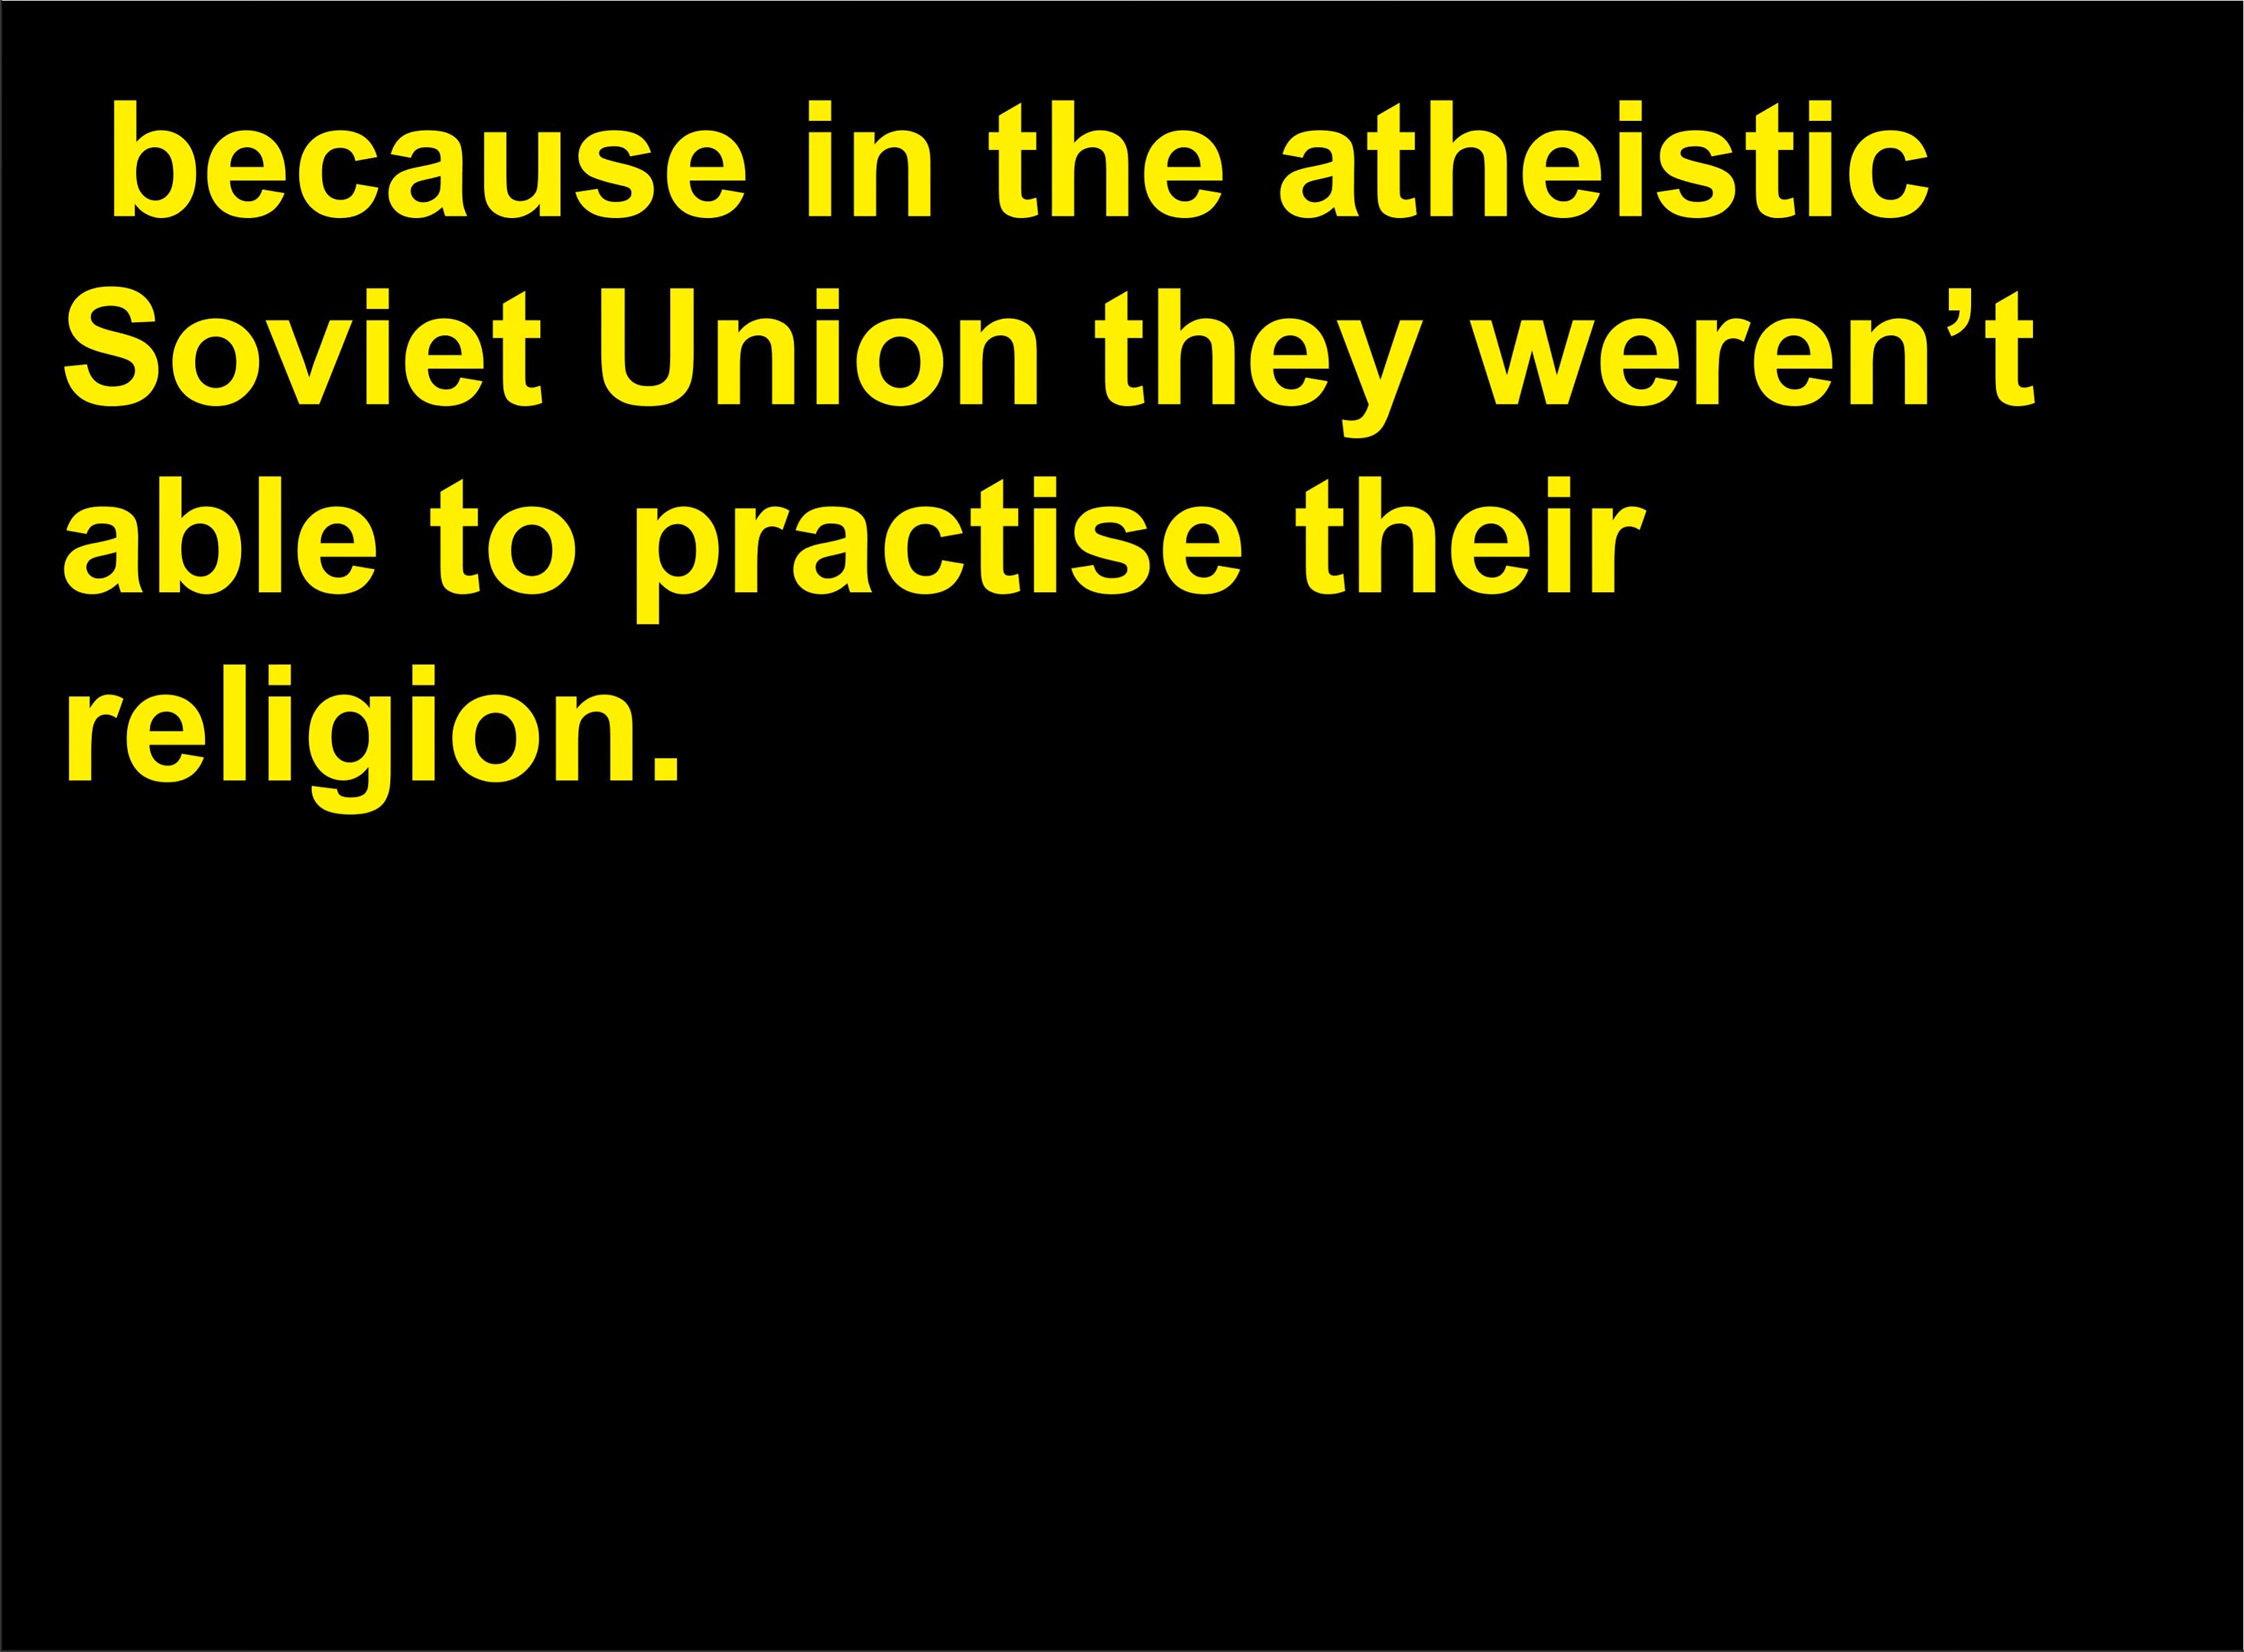 because in the atheistic
Soviet Union they weren’t
able to practise their
religion.